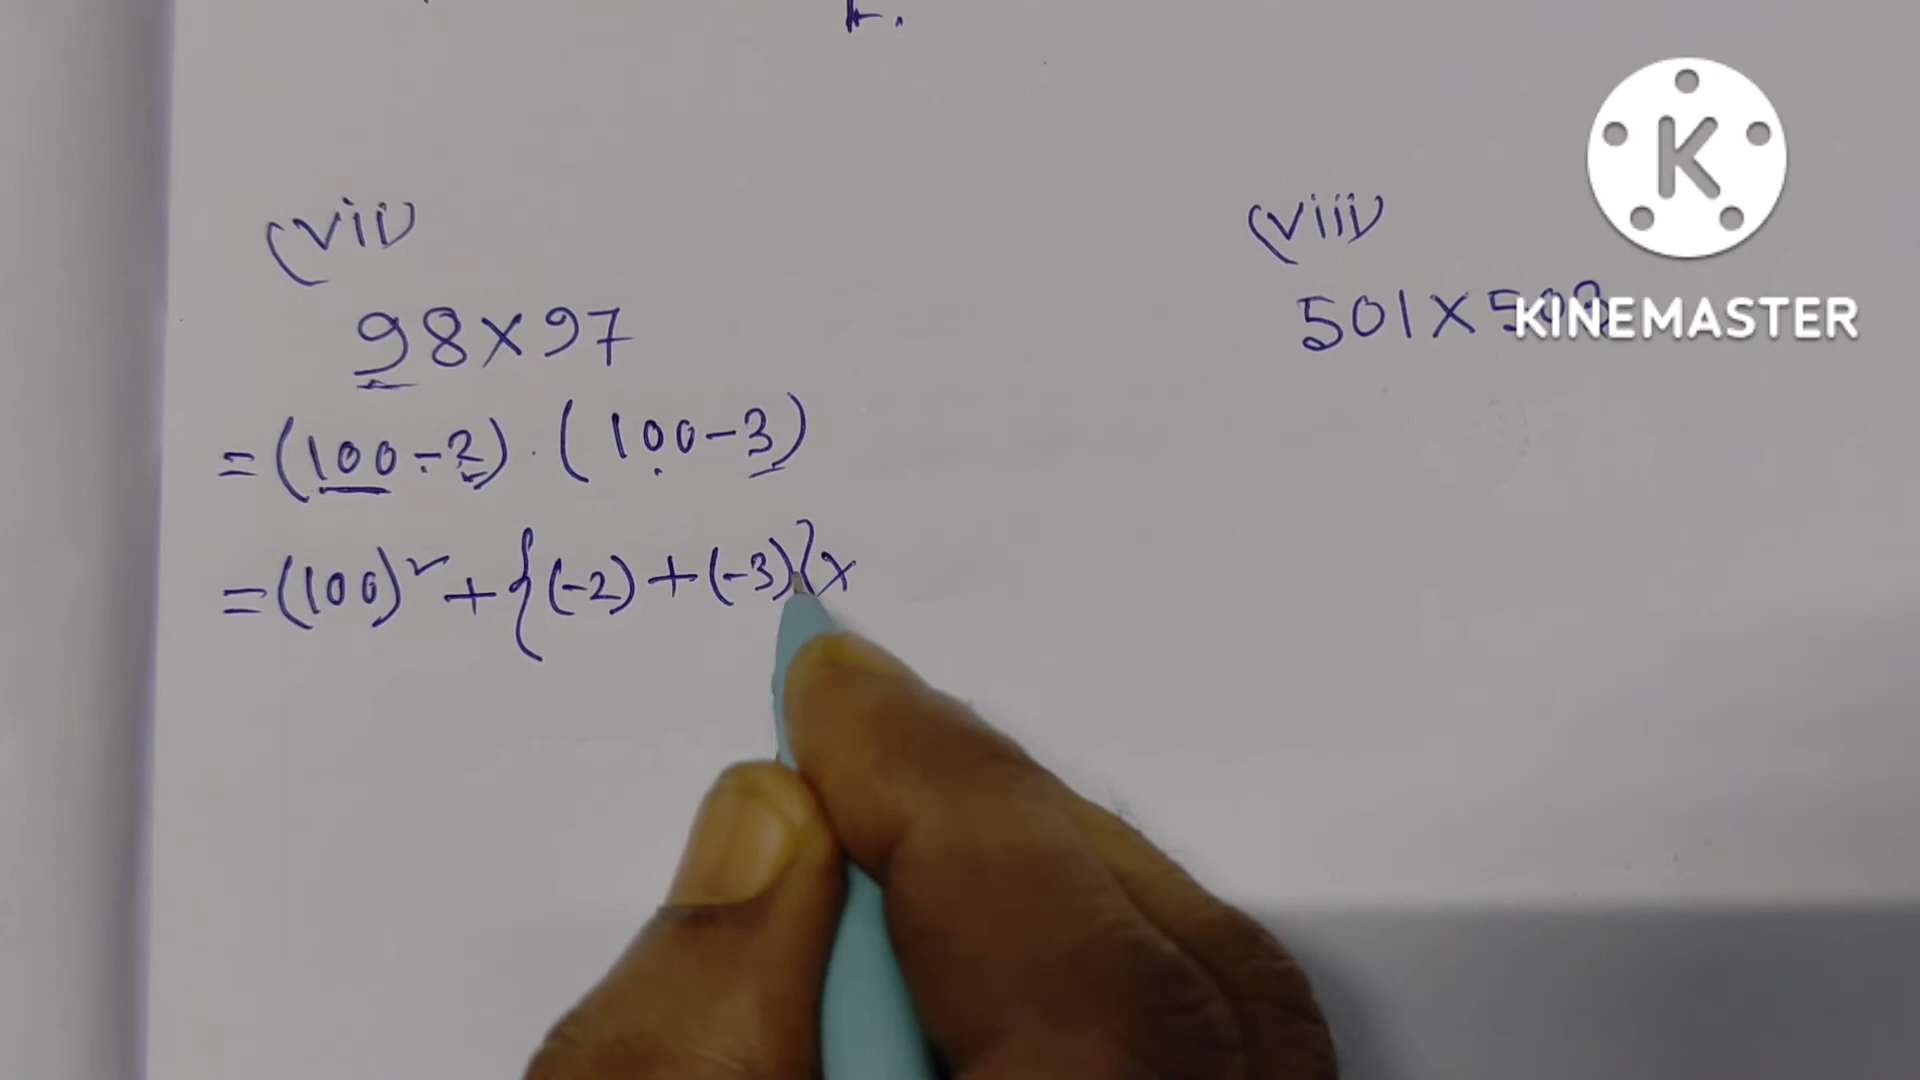 (vii)
98×97
=(100-2).(100-3)
=(100)² + {(-2)+(-3)}×
(viii)
501×
K
KINEMASTER